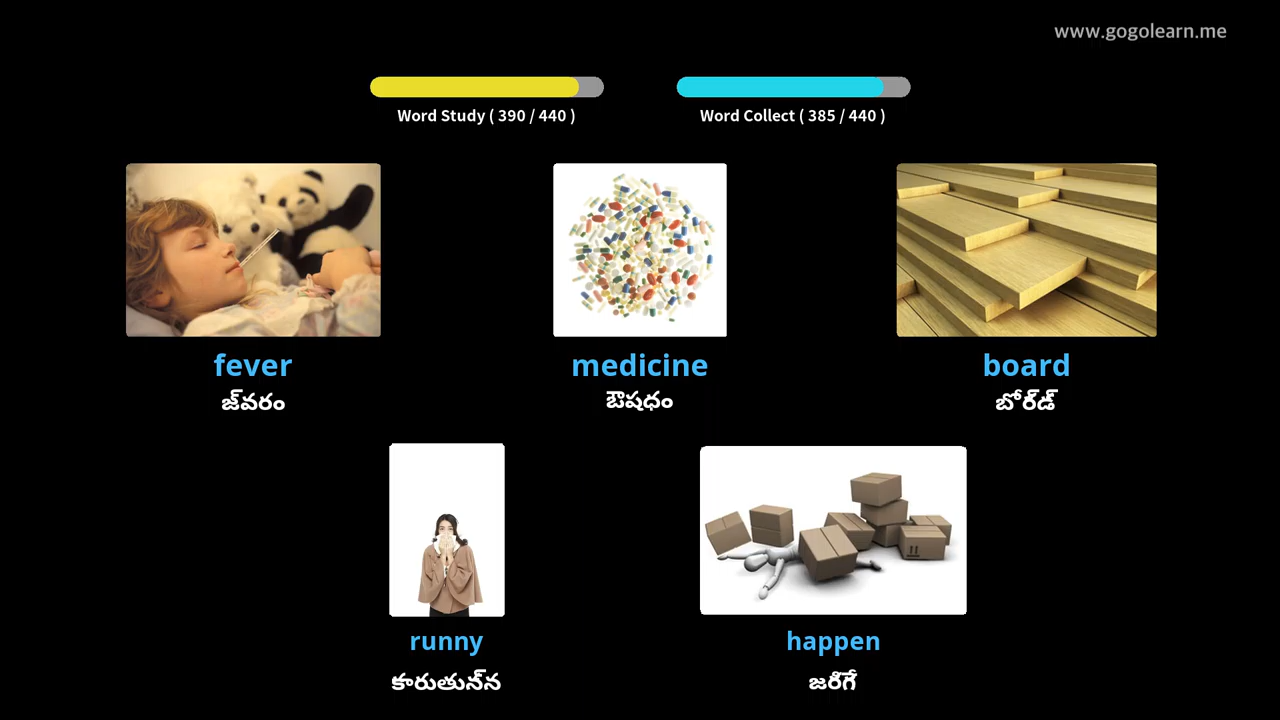 www.gogolearn.me
Word Study ( 390 / 440 )
Word Collect ( 385 / 440 )
fever
medicine
board
జ్‌వరం
ఔషధం
బోర్‌డ్
runny
happen
కారుతున్‌న
జరిగే